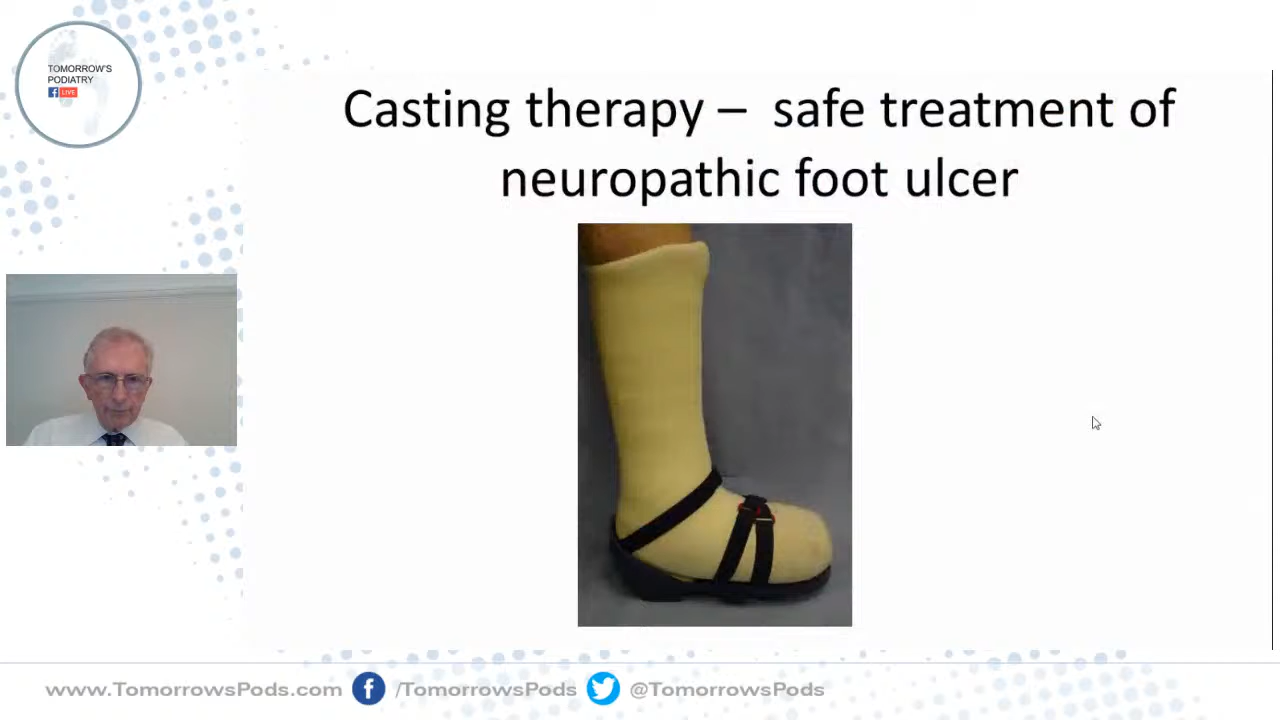 TOMORROW'S
PODIATRY
f LIVE
Casting therapy – safe treatment of
neuropathic foot ulcer
www.TomorrowsPods.com f /TomorrowsPods @TomorrowsPods